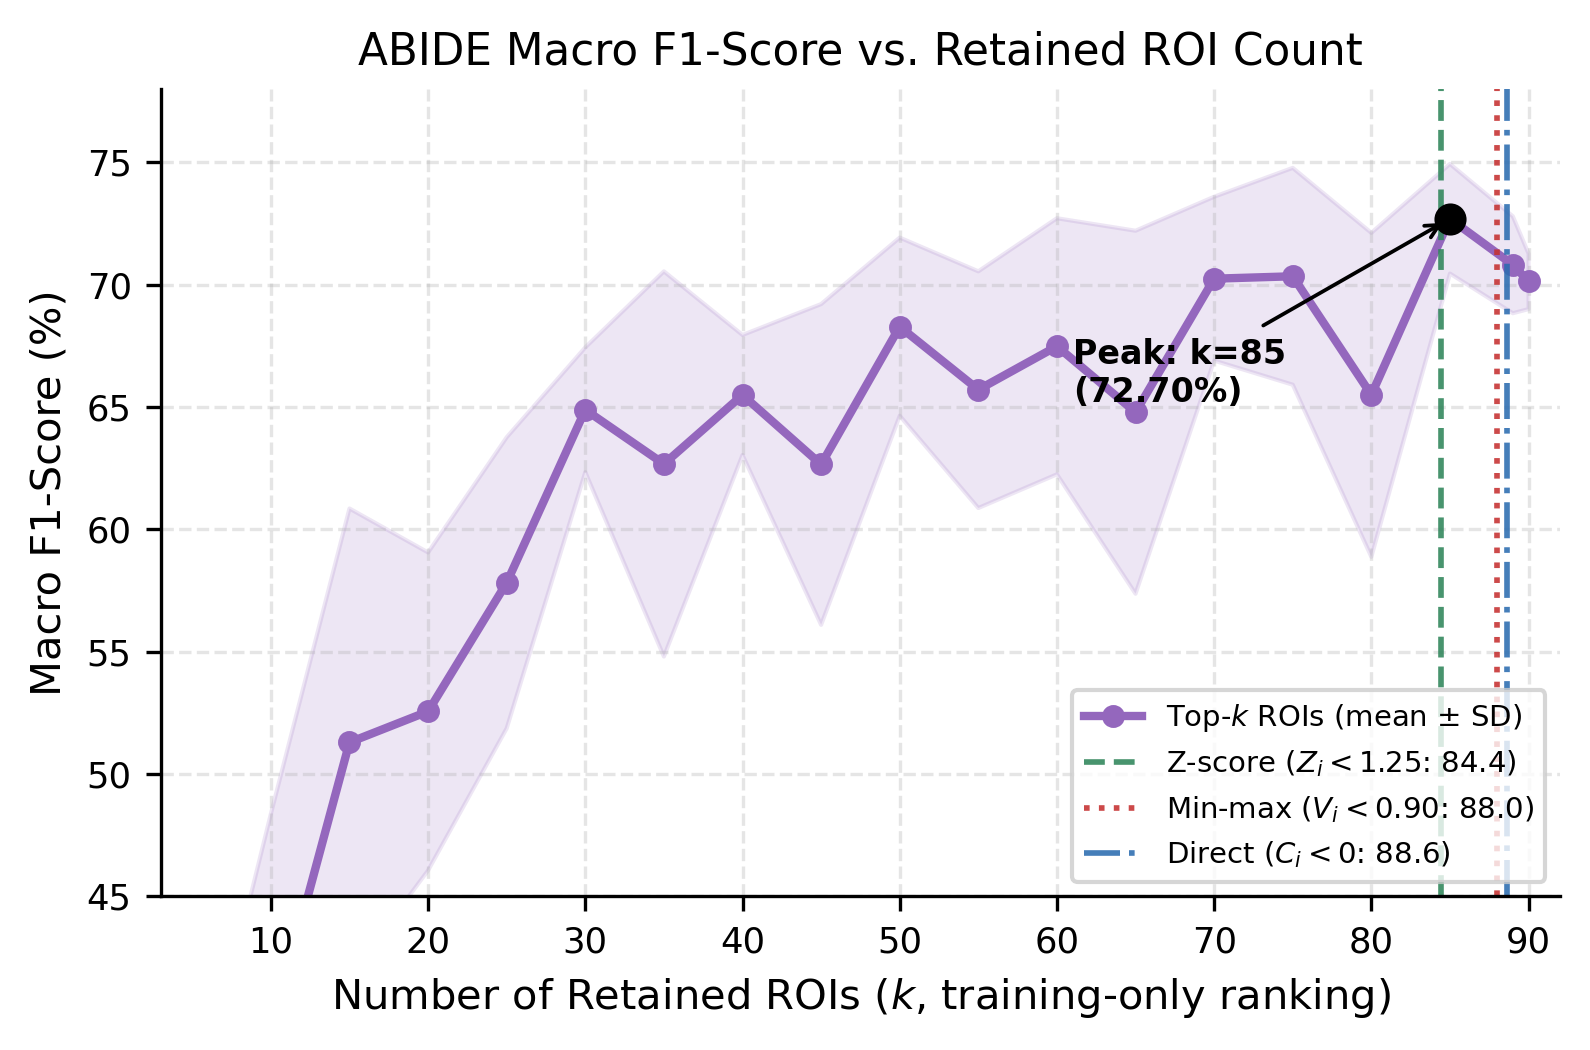 ABIDE Macro F1-Score vs. Retained ROI Count
Macro F1-Score (%)
75
70
65
60
55
50
45
Peak: k=85
(72.70%)
Top-k ROIs (mean ± SD)
Z-score (Z_i < 1.25: 84.4)
Min-max (V_i < 0.90: 88.0)
Direct (C_i < 0: 88.6)
10 20 30 40 50 60 70 80 90
Number of Retained ROIs (k, training-only ranking)